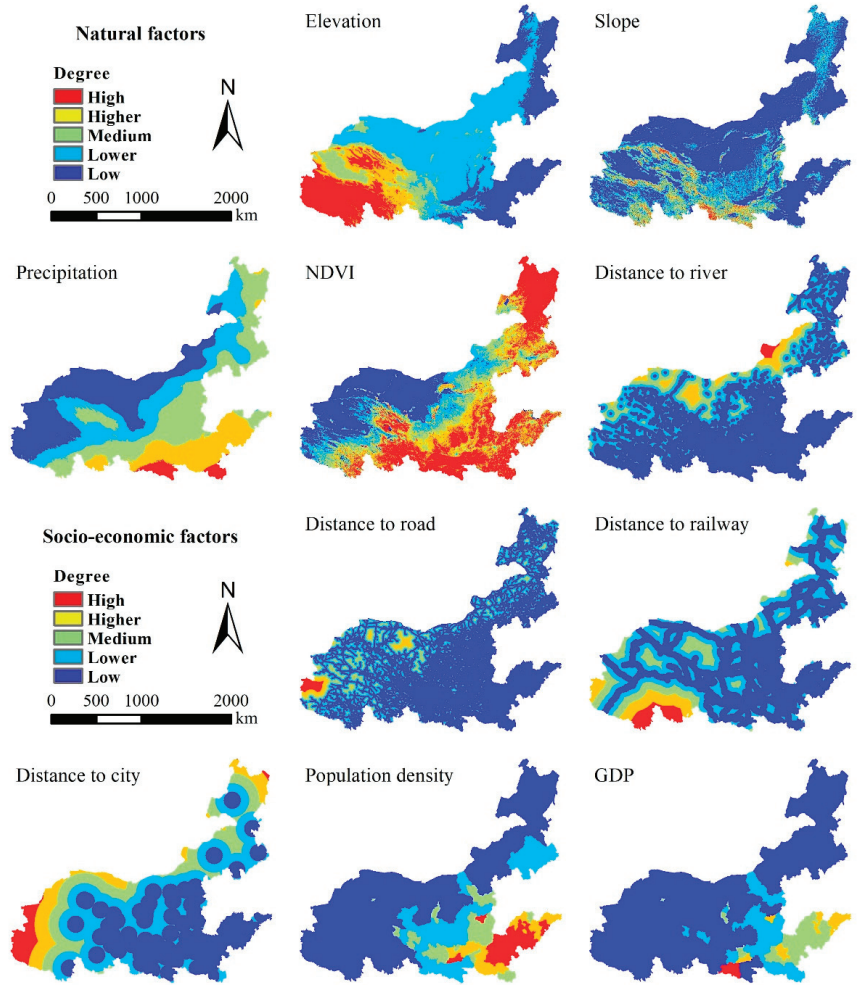 Natural factors
Degree
High
Higher
Medium
Lower
Low
N
0 500 1000 2000
km
Elevation
Slope
Precipitation
NDVI
Distance to river
Socio-economic factors
Degree
High
Higher
Medium
Lower
Low
N
0 500 1000 2000
km
Distance to road
Distance to railway
Distance to city
Population density
GDP